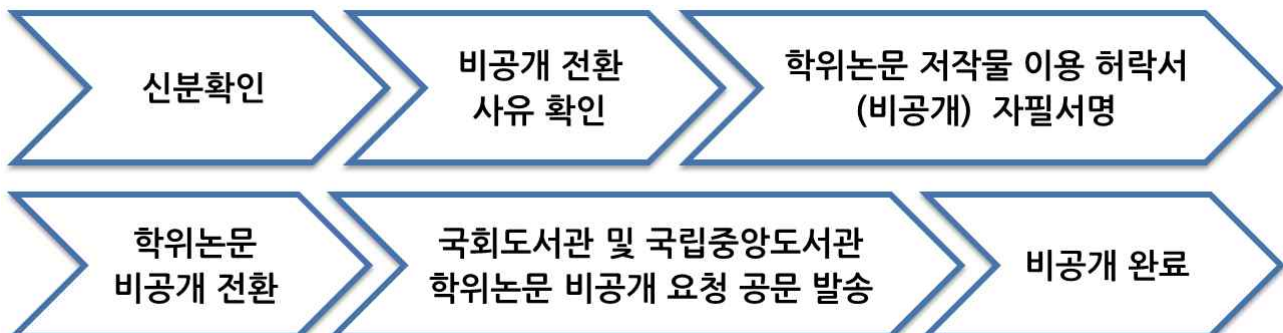 신분확인
비공개 전환
사유 확인
학위논문 저작물 이용 허락서
(비공개) 자필서명
학위논문
비공개 전환
국회도서관 및 국립중앙도서관
학위논문 비공개 요청 공문 발송
비공개 완료